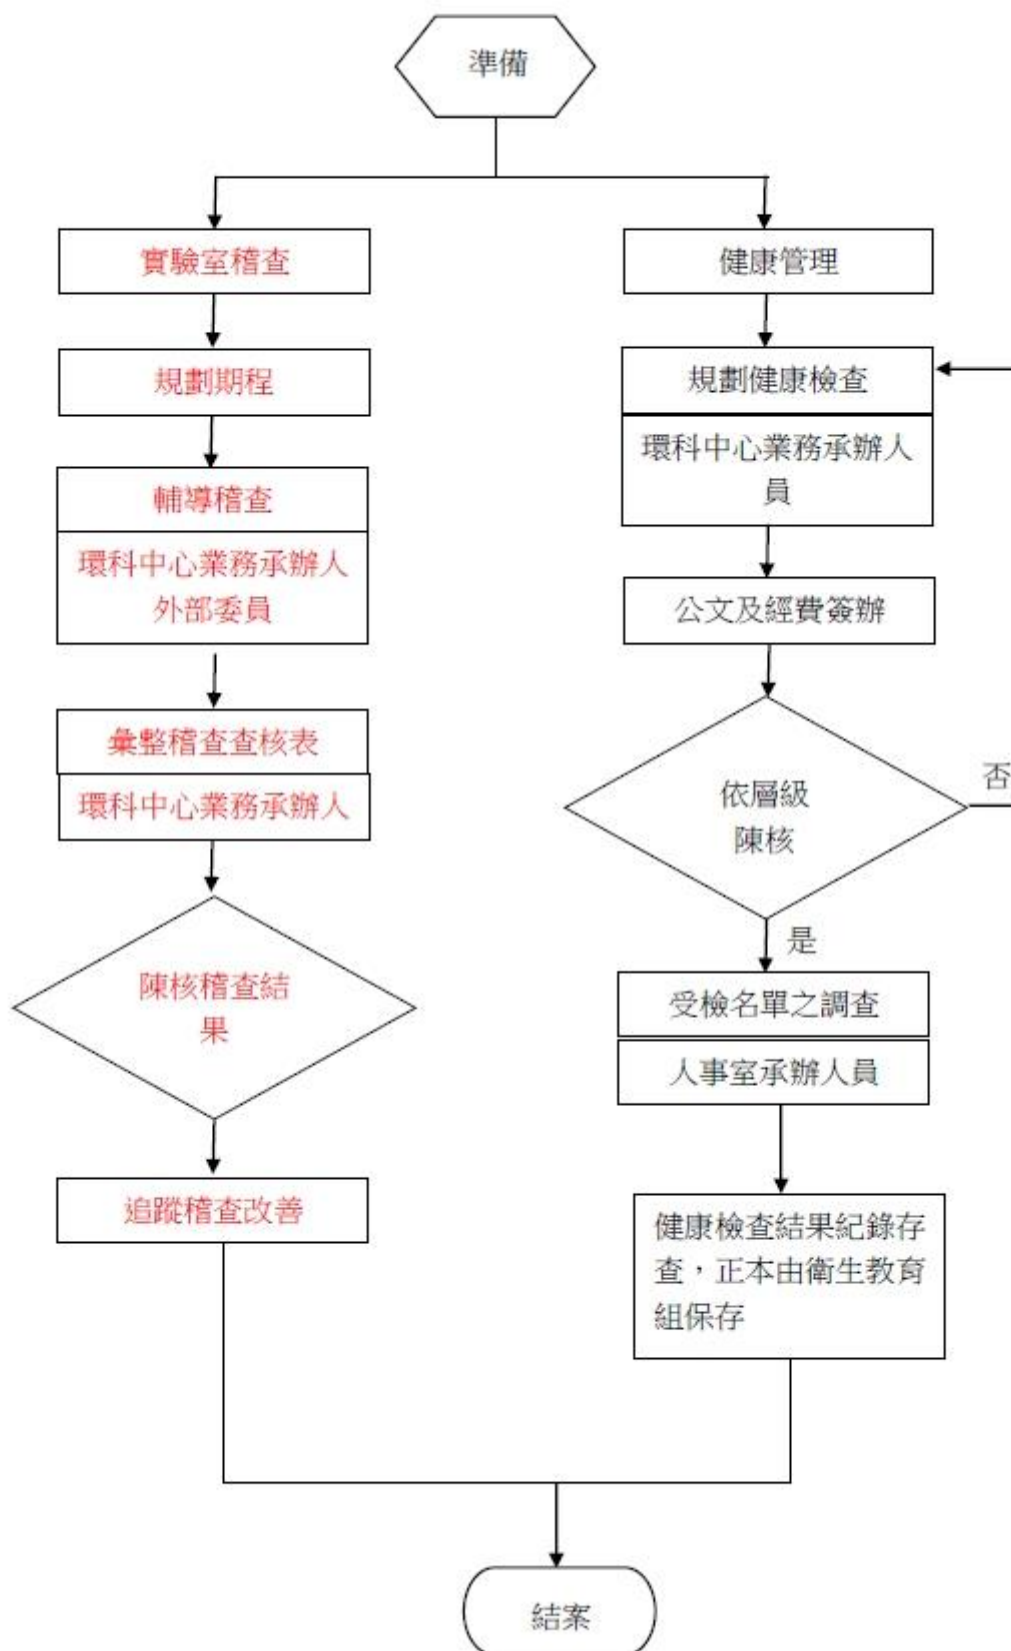 準備
實驗室稽查
規劃期程
輔導稽查
環科中心業務承辦人
外部委員
彙整稽查查核表
環科中心業務承辦人
陳核稽查結
果
追蹤稽查改善
健康管理
規劃健康檢查
環科中心業務承辦人
員
公文及經費簽辦
依層級
陳核
否
是
受檢名單之調查
人事室承辦人員
健康檢查結果紀錄存
查，正本由衛生教育
組保存
結案